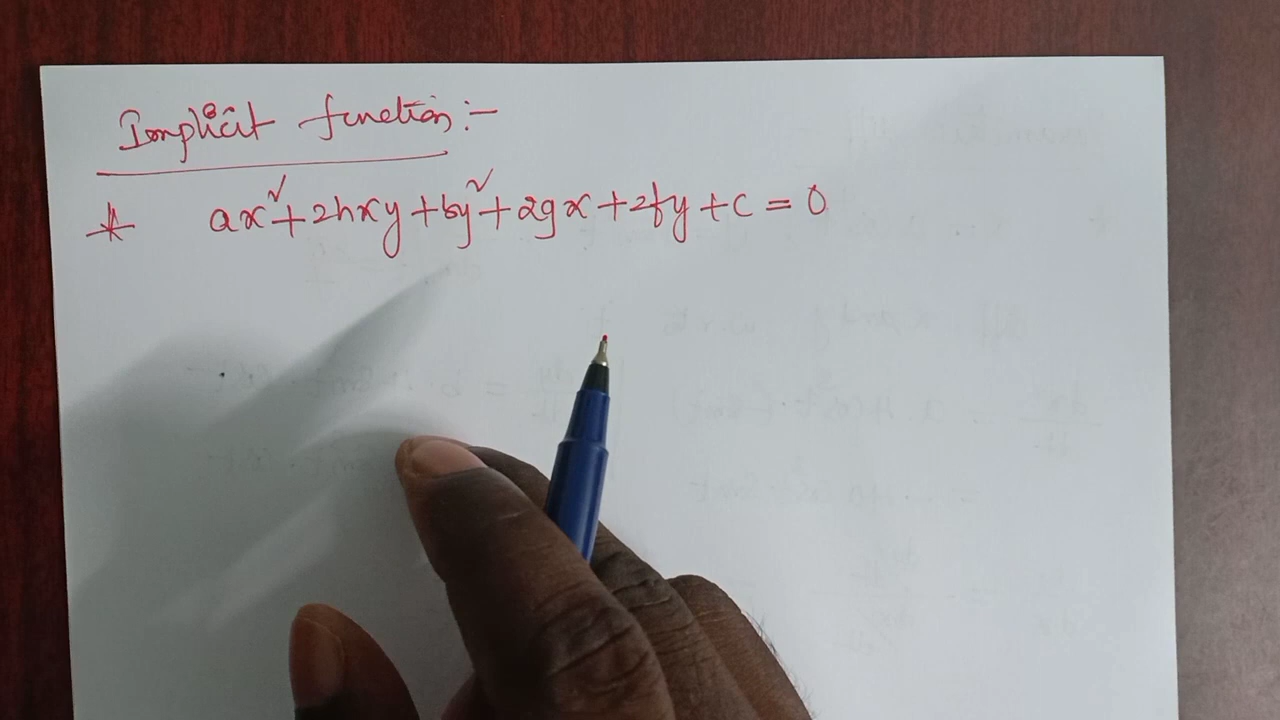 Implicit function:-
* ax²+2hxy+by²+2gx+2fy+c=0